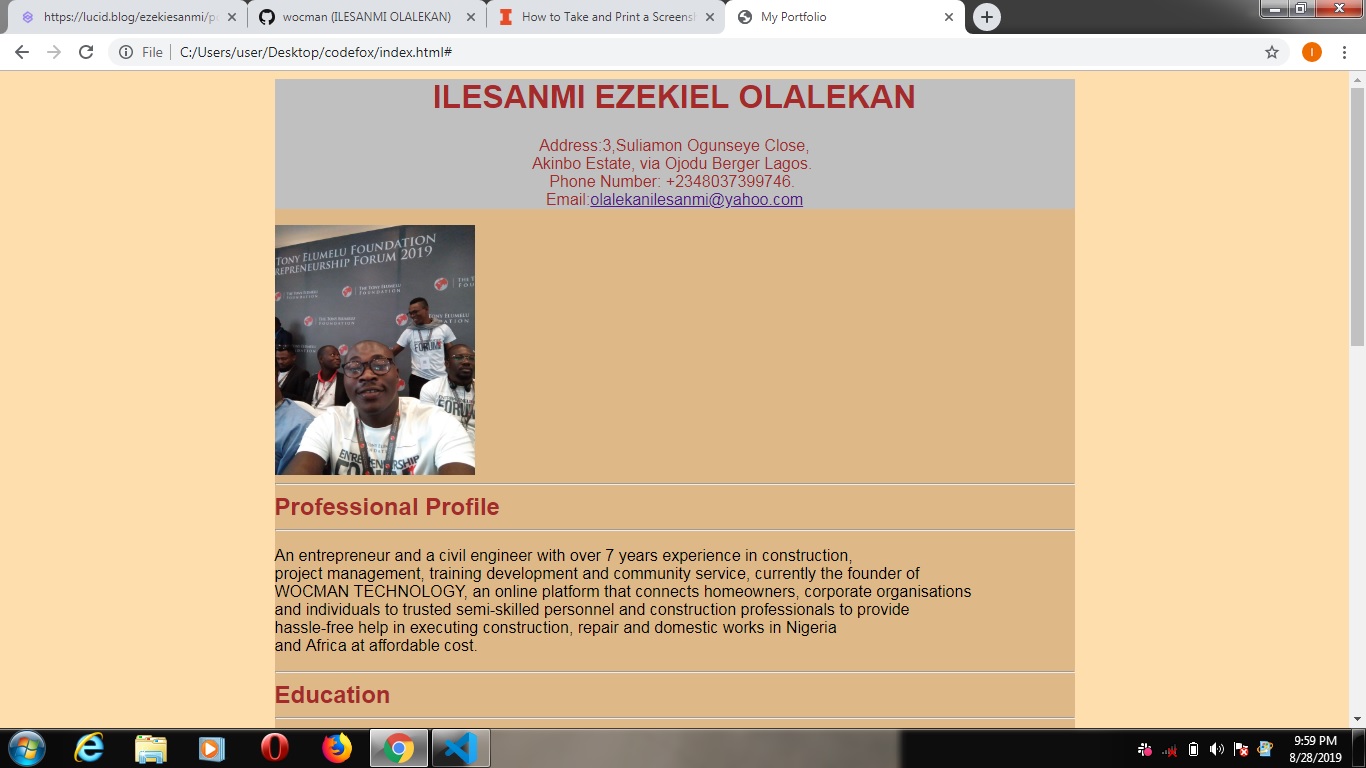 https://lucid.blog/ezekiesanmi/p
wocman (ILESANMI OLALEKAN)
How to Take and Print a Screens
My Portfolio
File
C:/Users/user/Desktop/codefox/index.html#
I
ILESANMI EZEKIEL OLALEKAN
Address:3,Suliamon Ogunseye Close,
Akinbo Estate, via Ojodu Berger Lagos.
Phone Number: +2348037399746.
Email:olalekanilesanmi@yahoo.com
TONY ELUMELU FOUNDATION
REPRENEURSHIP FORUM 2019
THE TONY ELUMELU
FOUNDATION
FORUM
ENTREPRENEURSHIP
FORUM
Professional Profile
An entrepreneur and a civil engineer with over 7 years experience in construction,
project management, training development and community service, currently the founder of
WOCMAN TECHNOLOGY, an online platform that connects homeowners, corporate organisations
and individuals to trusted semi-skilled personnel and construction professionals to provide
hassle-free help in executing construction, repair and domestic works in Nigeria
and Africa at affordable cost.
Education
9:59 PM
8/28/2019